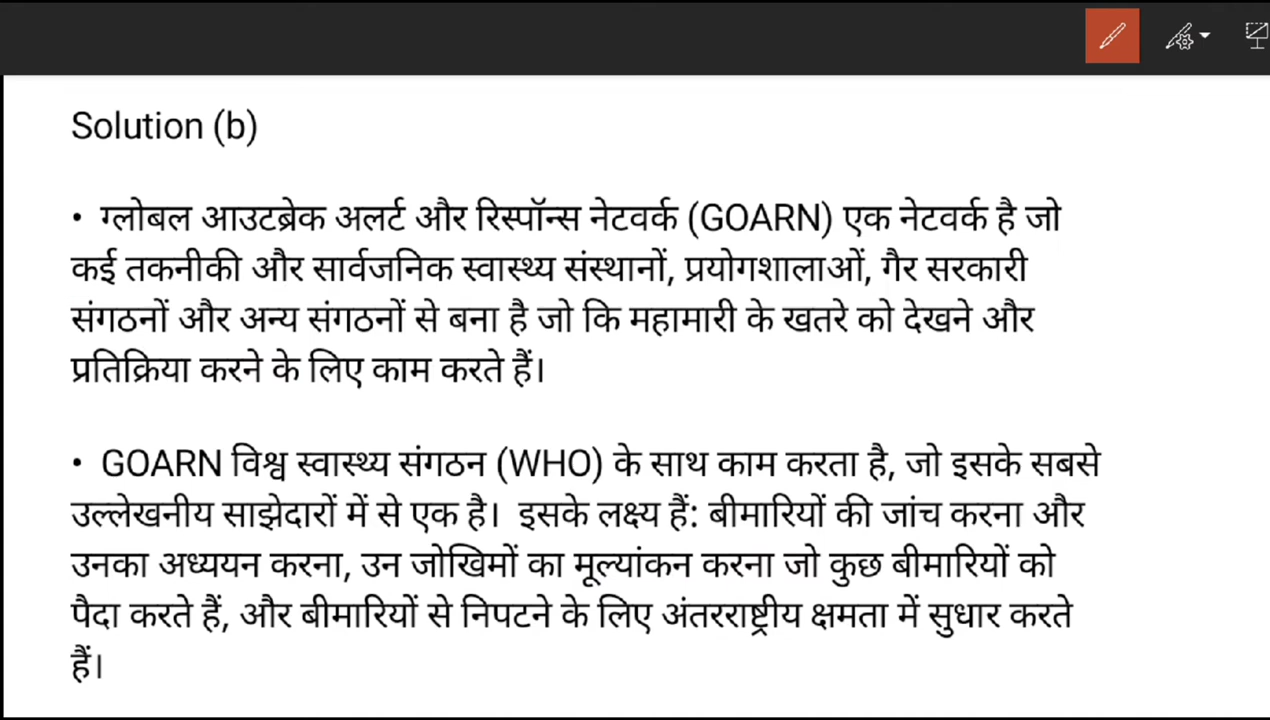 Solution (b)
• ग्लोबल आउटब्रेक अलर्ट और रिस्पॉन्स नेटवर्क (GOARN) एक नेटवर्क है जो
कई तकनीकी और सार्वजनिक स्वास्थ्य संस्थानों, प्रयोगशालाओं, गैर सरकारी
संगठनों और अन्य संगठनों से बना है जो कि महामारी के खतरे को देखने और
प्रतिक्रिया करने के लिए काम करते हैं।
• GOARN विश्व स्वास्थ्य संगठन (WHO) के साथ काम करता है, जो इसके सबसे
उल्लेखनीय साझेदारों में से एक है। इसके लक्ष्य हैं: बीमारियों की जांच करना और
उनका अध्ययन करना, उन जोखिमों का मूल्यांकन करना जो कुछ बीमारियों को
पैदा करते हैं, और बीमारियों से निपटने के लिए अंतरराष्ट्रीय क्षमता में सुधार करते
हैं।